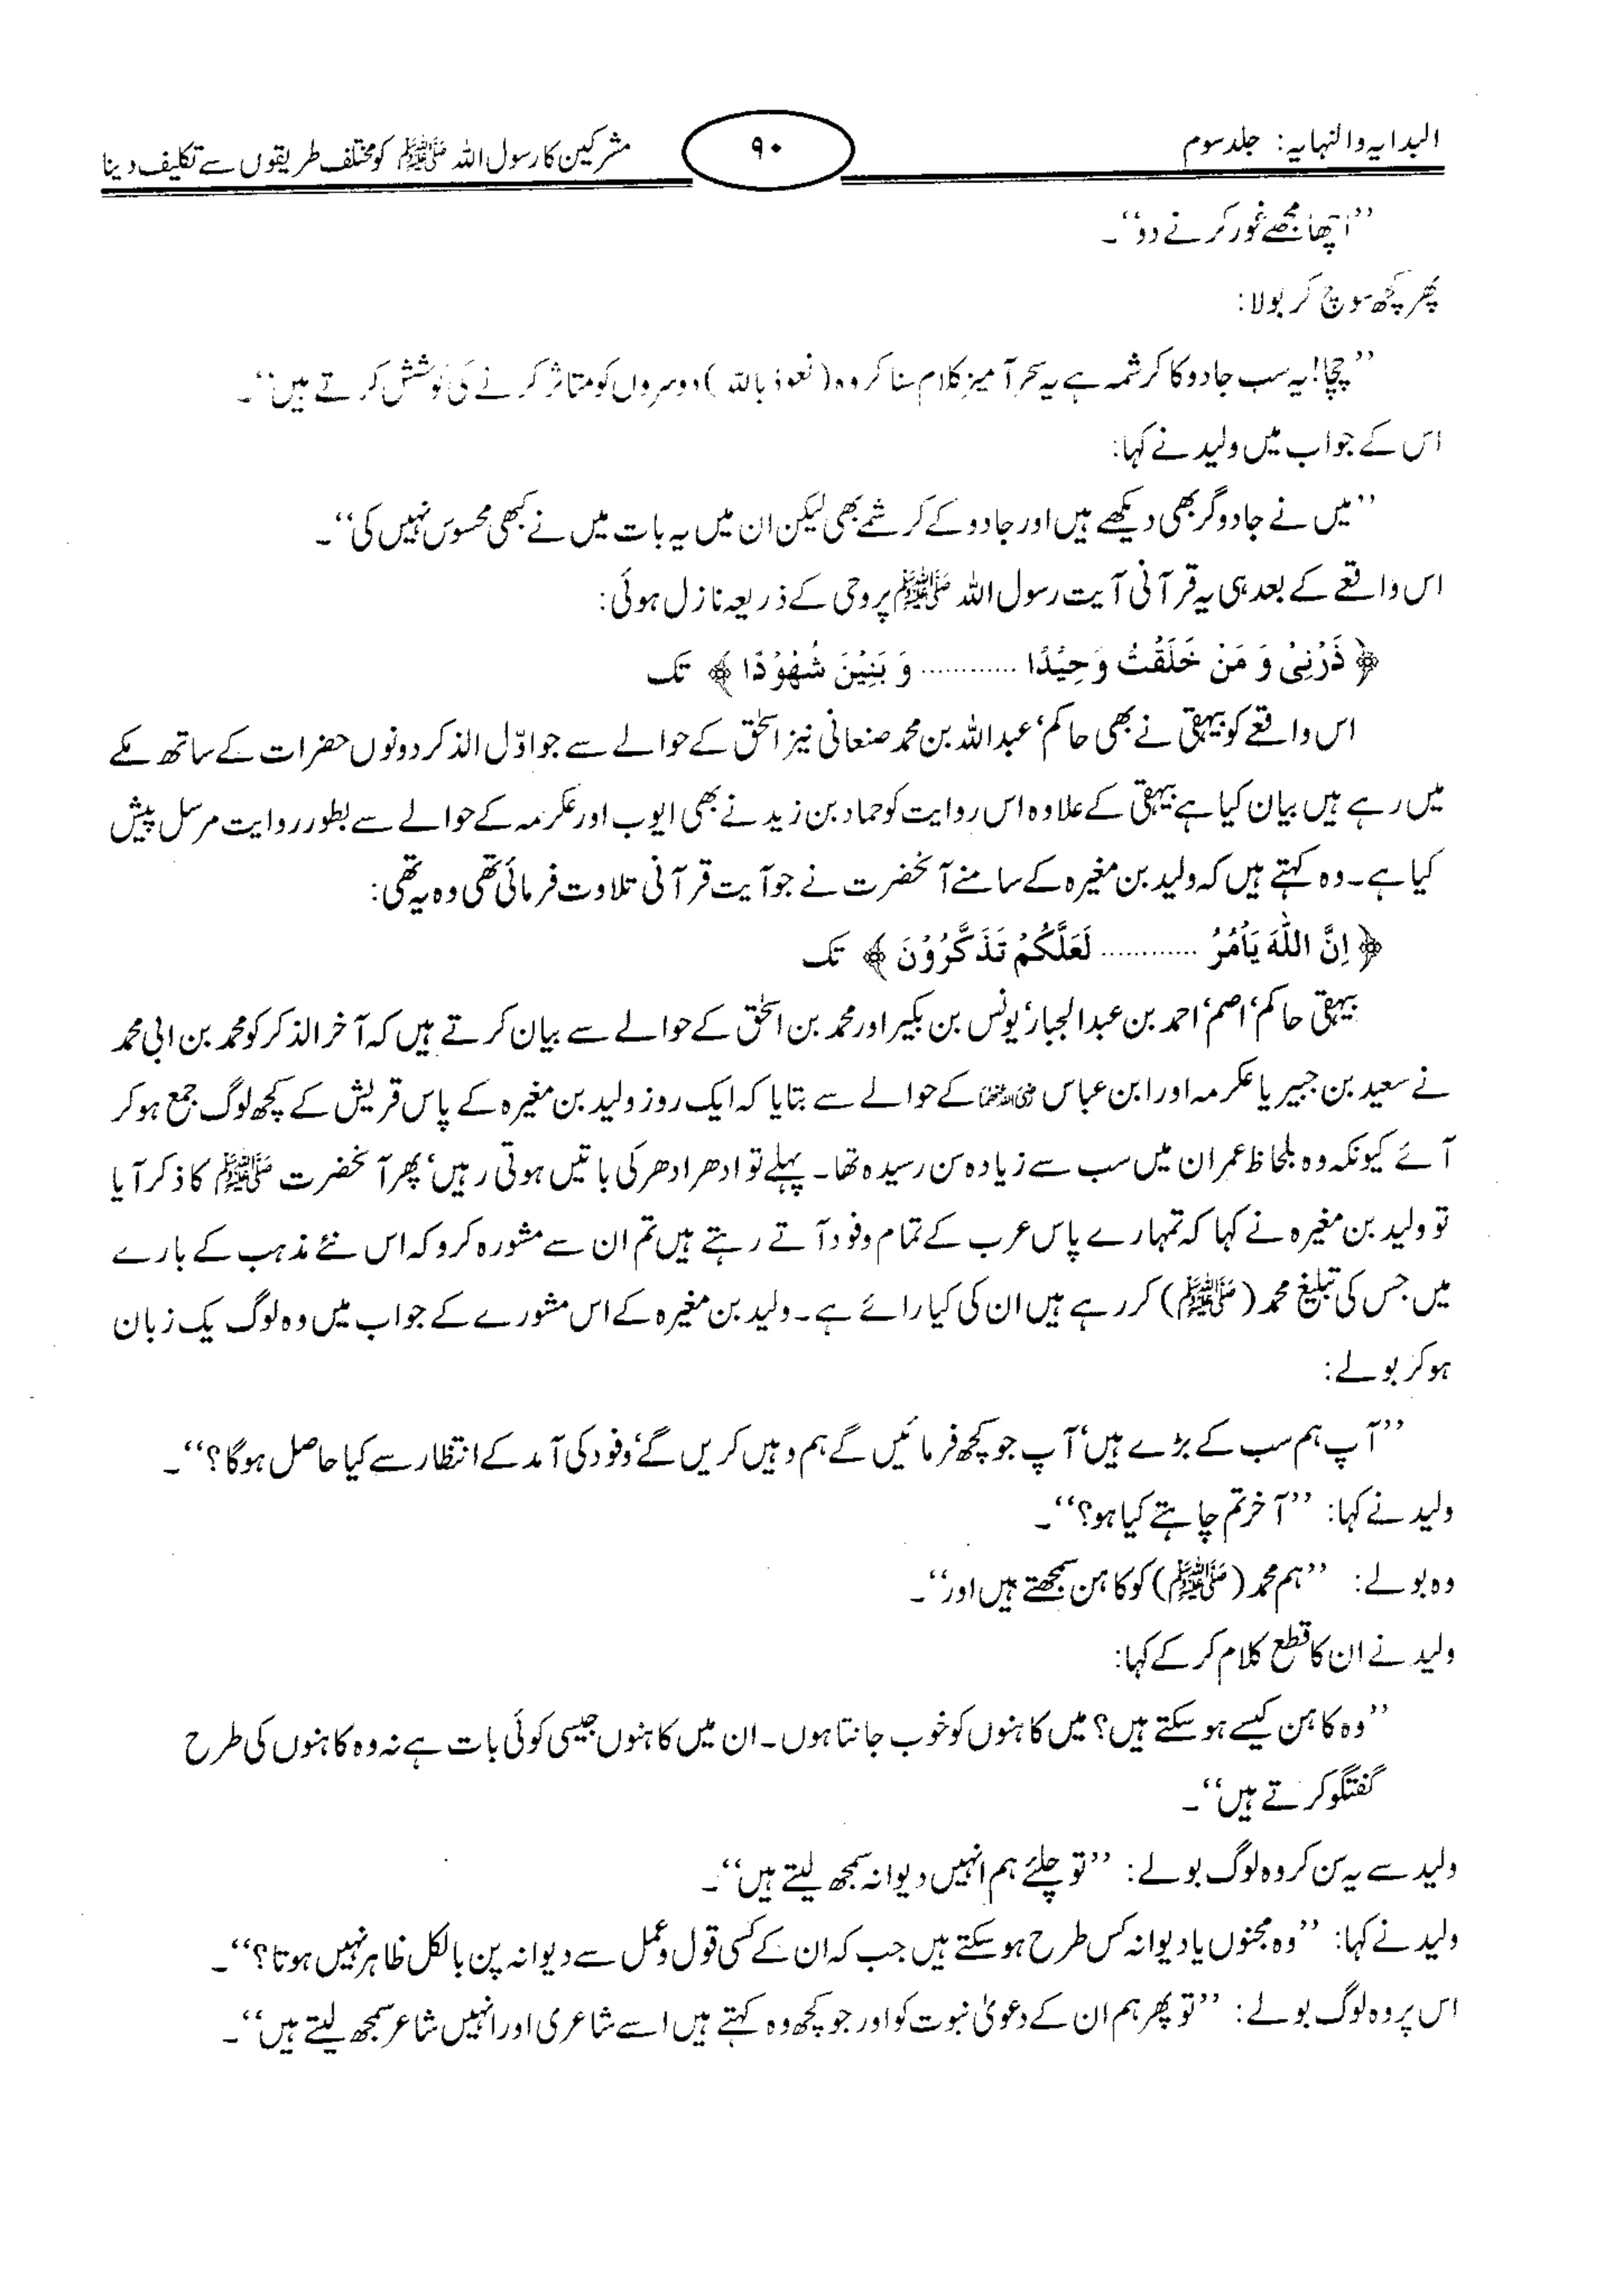 البدایہ والنہایہ: جلد سوم
۹۰
مشرکین کا رسول اللہ ﷺ کو مختلف طریقوں سے تکلیف دینا
’’اچھا مجھے غور کرنے دو‘‘۔
پھر کچھ سوچ کر بولا:
’’چچا! یہ سب جادو کا کرشمہ ہے یہ سحر آمیز کلام سنا کر وہ (نعوذ باللہ) دوسروں کو متاثر کرنے کی کوشش کرتے ہیں‘‘۔
اس کے جواب میں ولید نے کہا:
’’میں نے جادوگر بھی دیکھے ہیں اور جادو کے کرشمے بھی لیکن ان میں یہ بات میں نے کبھی محسوس نہیں کی‘‘۔
اس واقعے کے بعد ہی یہ قرآنی آیت رسول اللہ ﷺ پر وحی کے ذریعہ نازل ہوئی:
﴿ ذَرْنِیْ وَ مَنْ خَلَقْتُ وَحِیْدًا ............ وَ بَنِیْنَ شُهُوْدًا ﴾ تک
اس واقعے کو بیہقی نے بھی حاکم‘ عبداللہ بن محمد صنعانی نیز اسحٰق کے حوالے سے جو اوّل الذکر دونوں حضرات کے ساتھ مکے
میں رہے ہیں بیان کیا ہے بیہقی کے علاوہ اس روایت کو حماد بن زید نے بھی ایوب اور عکرمہ کے حوالے سے بطور روایت مرسل پیش
کیا ہے۔ وہ کہتے ہیں کہ ولید بن مغیرہ کے سامنے آنحضرت نے جو آیت قرآنی تلاوت فرمائی تھی وہ یہ تھی:
﴿ اِنَّ اللّٰهَ یَاْمُرُ ............ لَعَلَّكُمْ تَذَكَّرُوْنَ ﴾ تک
بیہقی حاکم‘ اصم‘ احمد بن عبدالجبار‘ یونس بن بکیر اور محمد بن اسحٰق کے حوالے سے بیان کرتے ہیں کہ آخر الذکر کو محمد بن ابی محمد
نے سعید بن جبیر یا عکرمہ اور ابن عباس رضی اللہ عنہما کے حوالے سے بتایا کہ ایک روز ولید بن مغیرہ کے پاس قریش کے کچھ لوگ جمع ہو کر
آئے کیونکہ وہ بلحاظ عمر ان میں سب سے زیادہ سن رسیدہ تھا۔ پہلے تو ادھر ادھر کی باتیں ہوتی رہیں‘ پھر آنحضرت ﷺ کا ذکر آیا
تو ولید بن مغیرہ نے کہا کہ تمہارے پاس عرب کے تمام وفود آتے رہتے ہیں تم ان سے مشورہ کرو کہ اس نئے مذہب کے بارے
میں جس کی تبلیغ محمد (ﷺ) کر رہے ہیں ان کی کیا رائے ہے۔ ولید بن مغیرہ کے اس مشورے کے جواب میں وہ لوگ یک زبان
ہو کر بولے:
’’آپ ہم سب کے بڑے ہیں‘ آپ جو کچھ فرمائیں گے ہم وہیں کریں گے‘ وفود کی آمد کے انتظار سے کیا حاصل ہوگا؟‘‘۔
ولید نے کہا: ’’آخر تم چاہتے کیا ہو؟‘‘۔
وہ بولے: ’’ہم محمد (ﷺ) کو کاہن سمجھتے ہیں اور‘‘۔
ولید نے ان کا قطع کلام کر کے کہا:
’’وہ کاہن کیسے ہو سکتے ہیں؟ میں کاہنوں کو خوب جانتا ہوں۔ ان میں کاہنوں جیسی کوئی بات ہے نہ وہ کاہنوں کی طرح
گفتگو کرتے ہیں‘‘۔
ولید سے یہ سن کر وہ لوگ بولے: ’’تو چلئے ہم انہیں دیوانہ سمجھ لیتے ہیں‘‘۔
ولید نے کہا: ’’وہ مجنوں یا دیوانہ کس طرح ہو سکتے ہیں جب کہ ان کے کسی قول و عمل سے دیوانہ پن بالکل ظاہر نہیں ہوتا؟‘‘۔
اس پر وہ لوگ بولے: ’’تو پھر ہم ان کے دعویٰ نبوت کو اور جو کچھ وہ کہتے ہیں اسے شاعری اور انہیں شاعر سمجھ لیتے ہیں‘‘۔